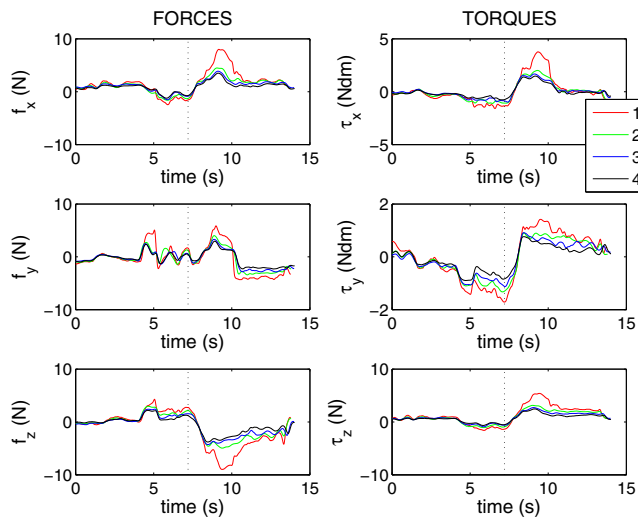 FORCES
TORQUES
10
0
−10
f_x (N)
0 5 10 15
time (s)
5
0
−5
τ_x (Ndm)
0 5 10 15
time (s)
1
2
3
4
10
0
−10
f_y (N)
0 5 10 15
time (s)
2
0
−2
τ_y (Ndm)
0 5 10 15
time (s)
10
0
−10
f_z (N)
0 5 10 15
time (s)
10
0
−10
τ_z (N)
0 5 10 15
time (s)